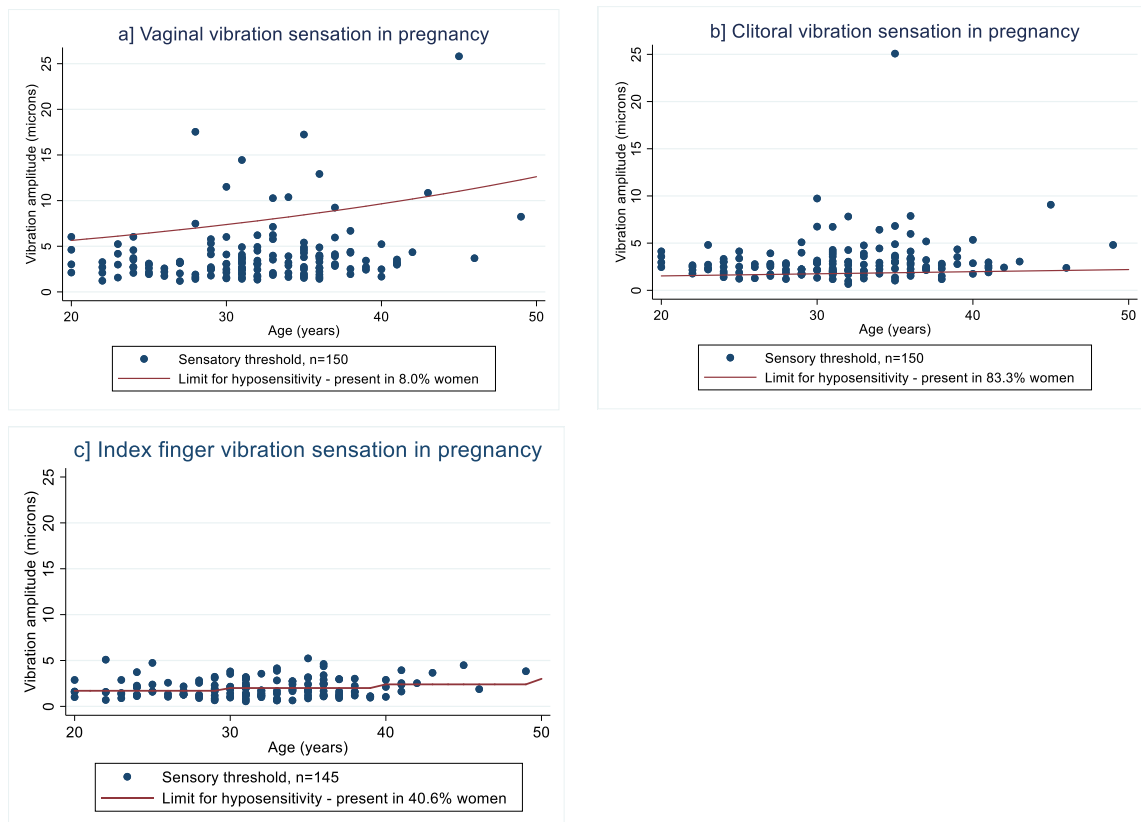 a] Vaginal vibration sensation in pregnancy
Vibration amplitude (microns)
25
20
15
10
5
0
20 30 40 50
Age (years)
Sensatory threshold, n=150
Limit for hyposensitivity - present in 8.0% women
b] Clitoral vibration sensation in pregnancy
Vibration amplitude (microns)
25
20
15
10
5
0
20 30 40 50
Age (years)
Sensory threshold, n=150
Limit for hyposensitivity - present in 83.3% women
c] Index finger vibration sensation in pregnancy
Vibration amplitude (microns)
25
20
15
10
5
0
20 30 40 50
Age (years)
Sensory threshold, n=145
Limit for hyposensitivity - present in 40.6% women